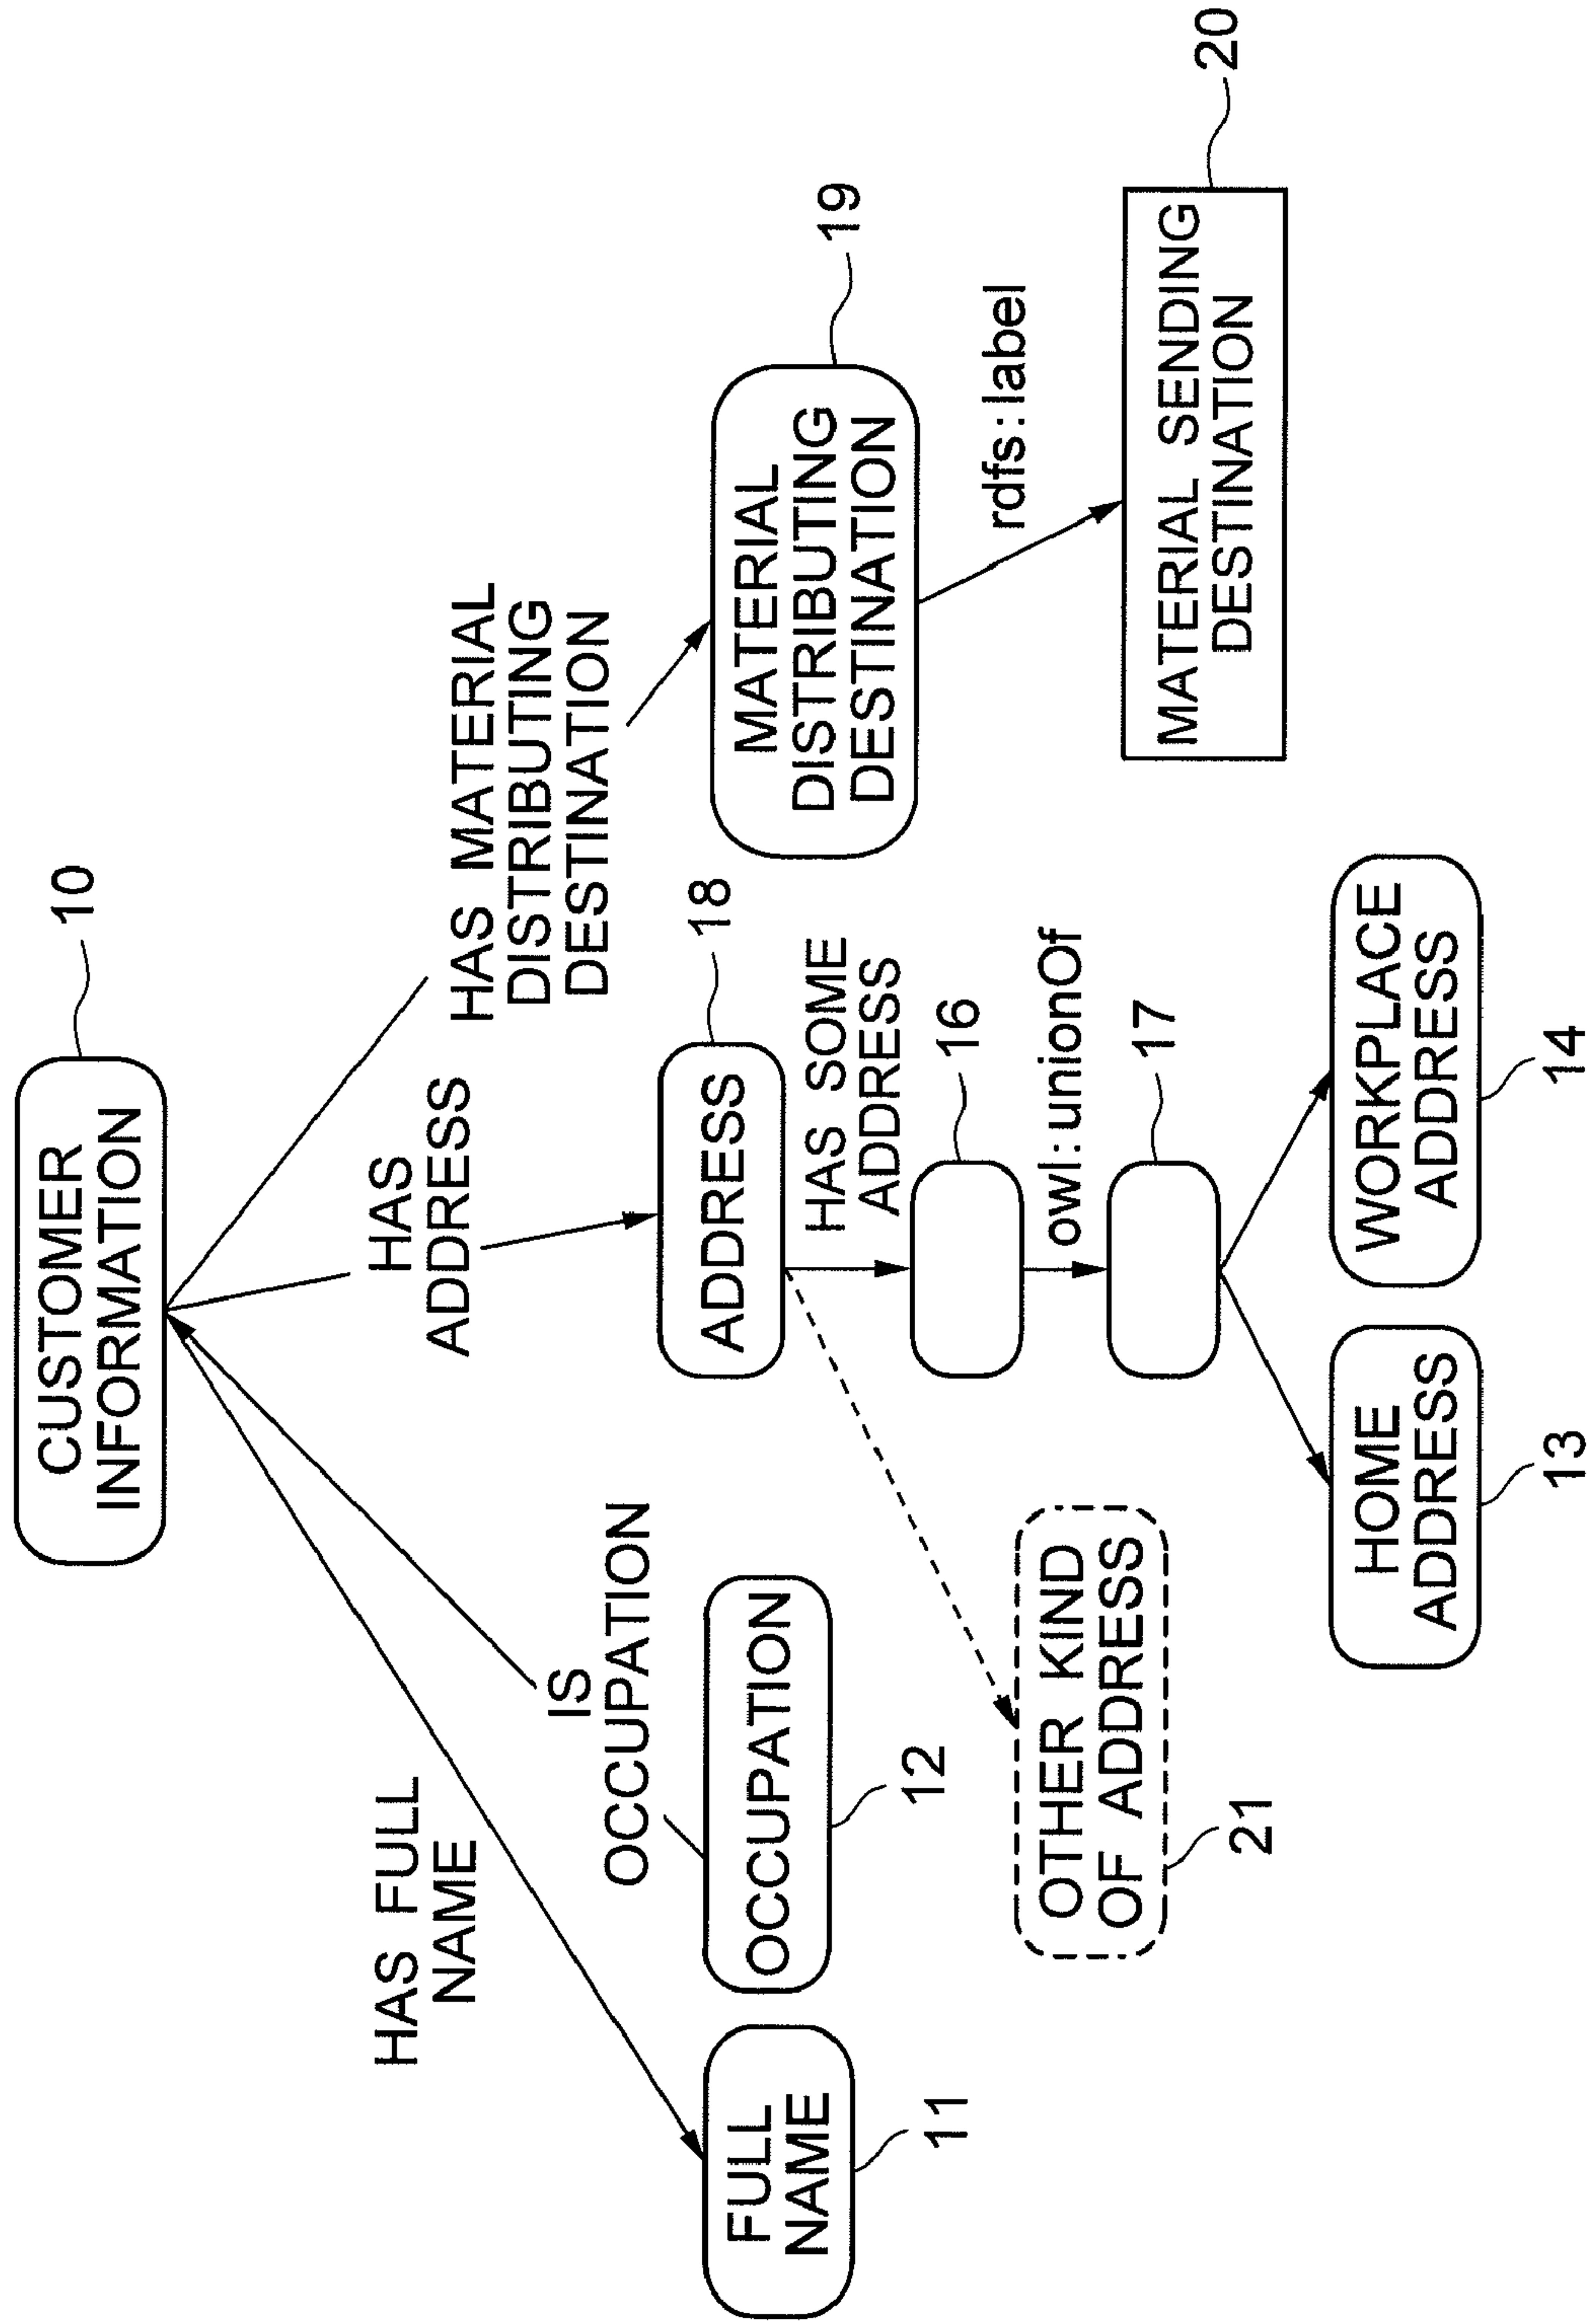 CUSTOMER
INFORMATION
10
HAS FULL
NAME
IS
OCCUPATION
HAS
ADDRESS
HAS MATERIAL
DISTRIBUTING
DESTINATION
FULL
NAME
11
OCCUPATION
12
ADDRESS
18
MATERIAL
DISTRIBUTING
DESTINATION
19
HAS SOME
ADDRESS
rdfs::label
OTHER KIND
OF ADDRESS
21
16
owl::unionOf
17
MATERIAL SENDING
DESTINATION
20
HOME
ADDRESS
13
WORKPLACE
ADDRESS
14